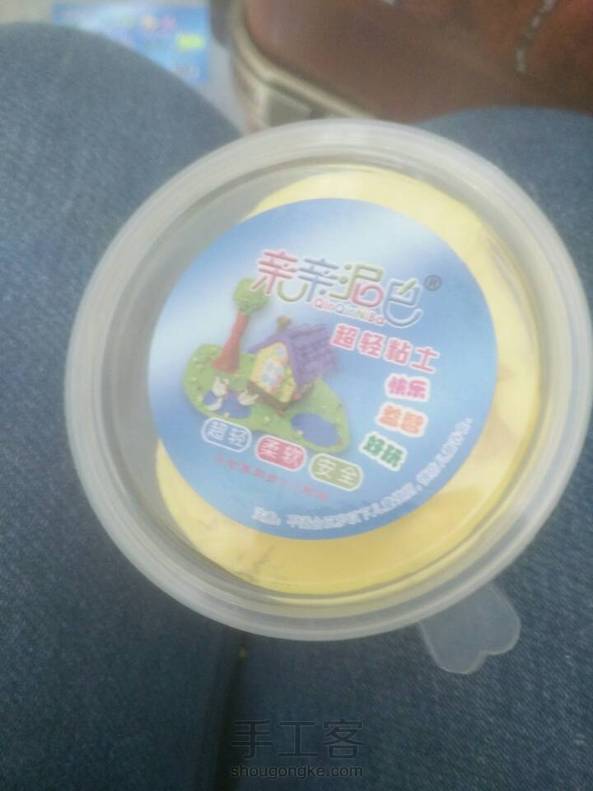 亲亲泥巴®
QinQinNiBa
超轻粘土
快乐
益智
好玩
超轻 柔软 安全
手工客
shougongke.com